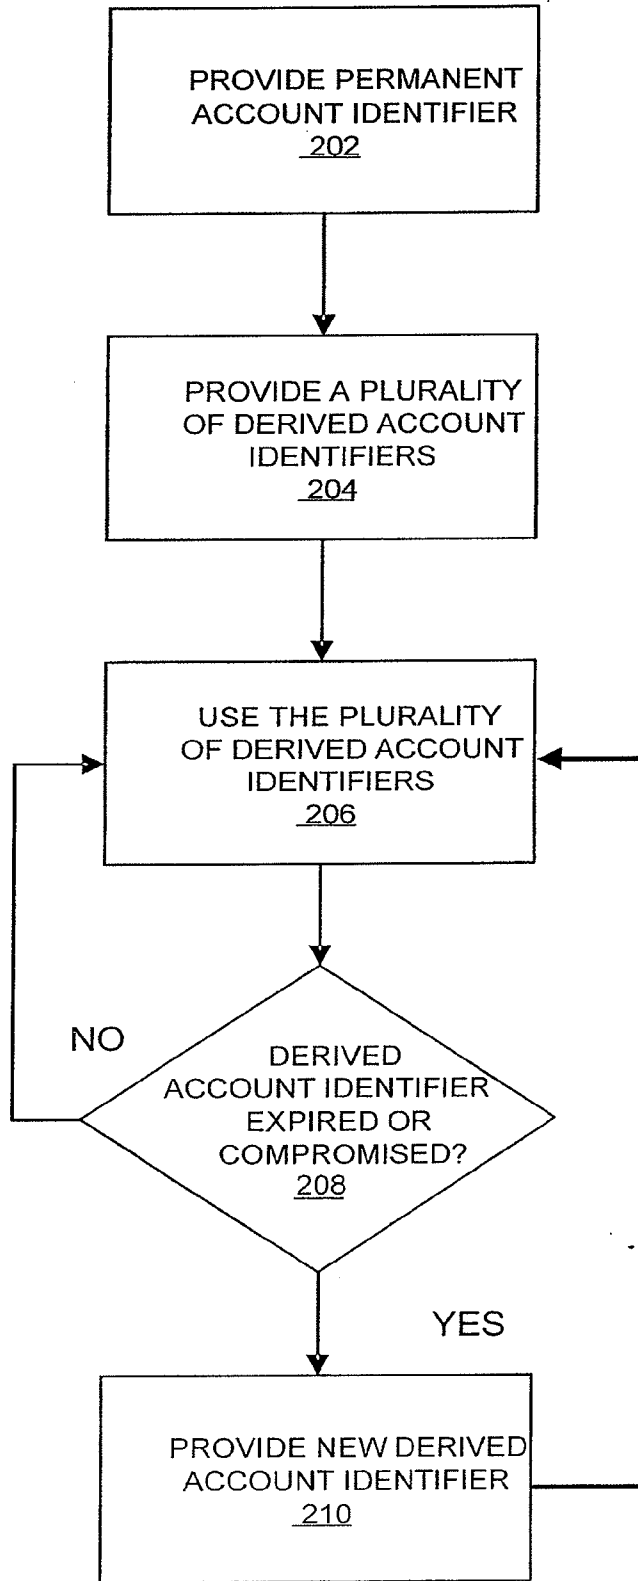 PROVIDE PERMANENT
ACCOUNT IDENTIFIER
202
PROVIDE A PLURALITY
OF DERIVED ACCOUNT
IDENTIFIERS
204
USE THE PLURALITY
OF DERIVED ACCOUNT
IDENTIFIERS
206
NO
DERIVED
ACCOUNT IDENTIFIER
EXPIRED OR
COMPROMISED?
208
YES
PROVIDE NEW DERIVED
ACCOUNT IDENTIFIER
210